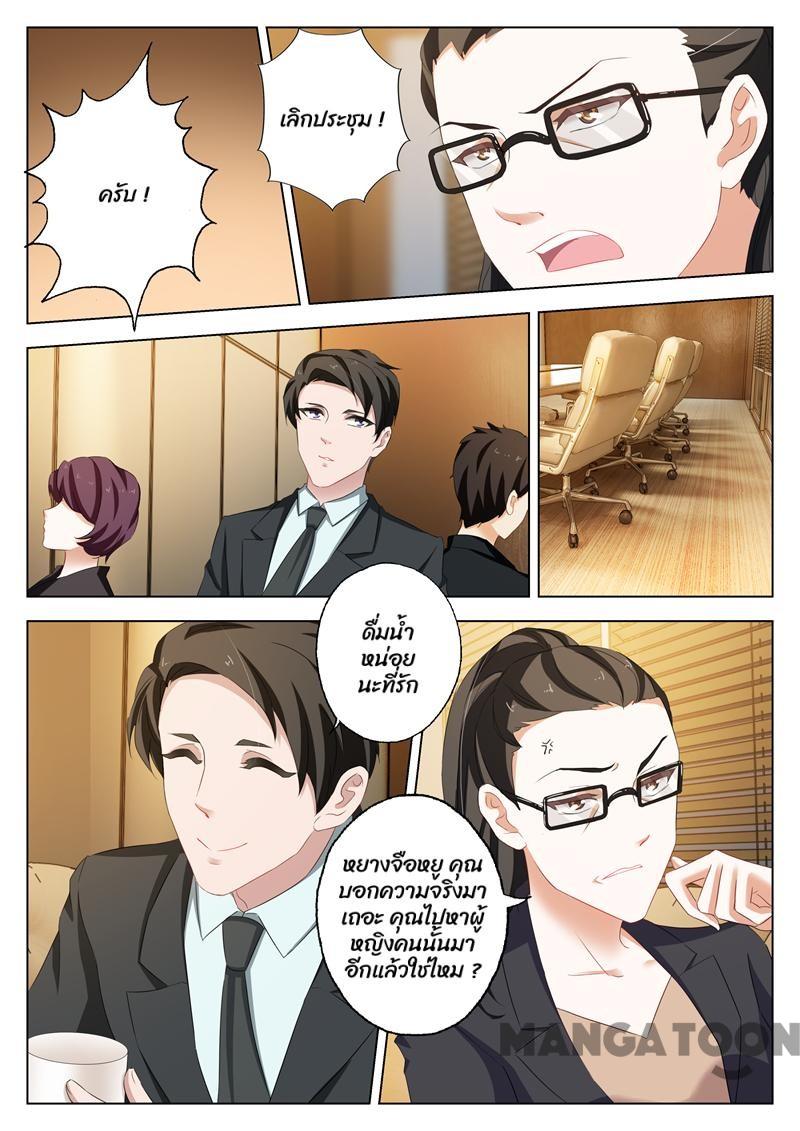 เลิกประชุม !
ครับ !
ดื่มน้ำ
หน่อย
นะที่รัก
หยางจือหยู คุณ
บอกความจริงมา
เถอะ คุณไปหาผู้
หญิงคนนั้นมา
อีกแล้วใช่ไหม ?
MANGATOON